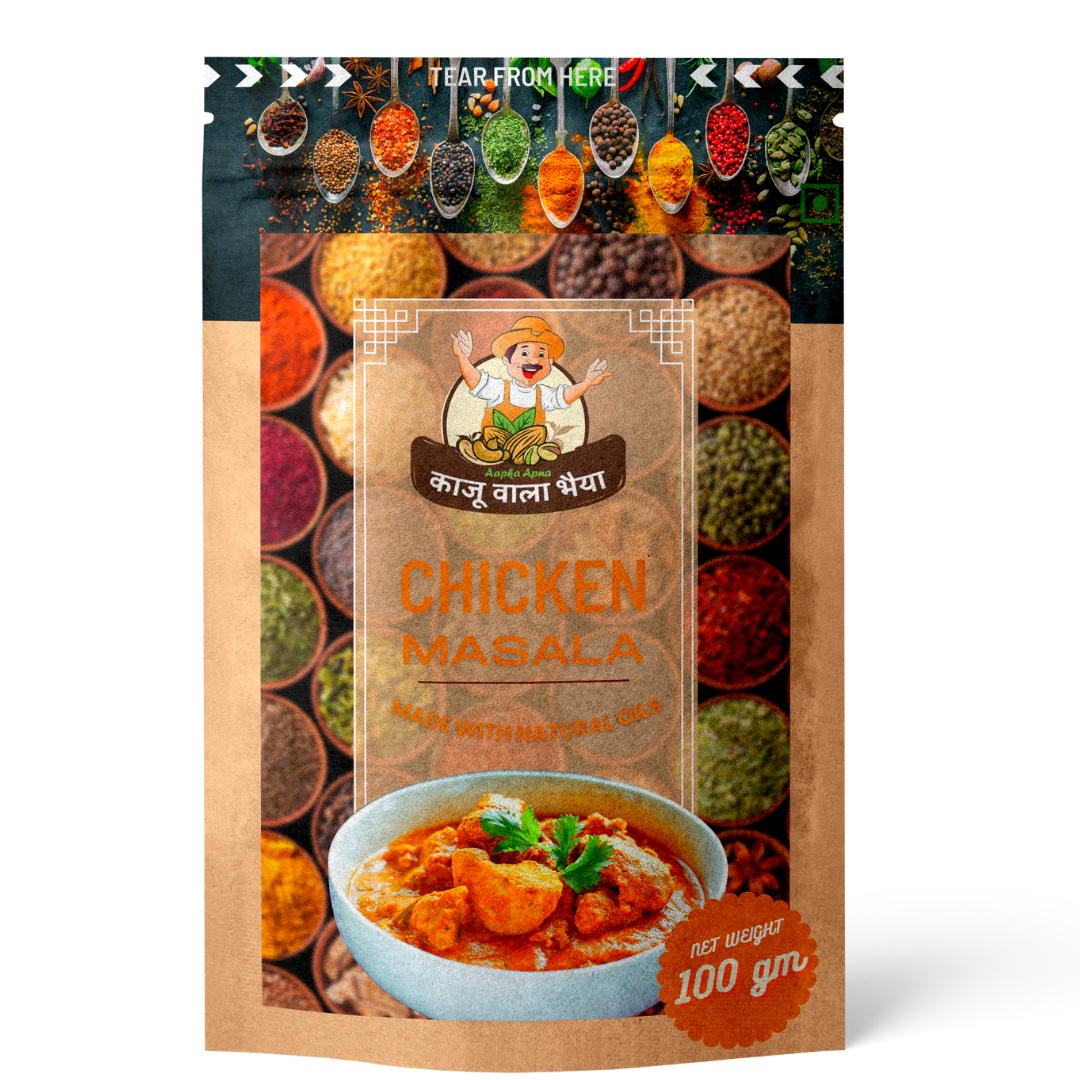 TEAR FROM HERE
Aapka Apna
काजू वाला भैया
CHICKEN
MASALA
MADE WITH NATURAL OILS
NET WEIGHT
100 gm